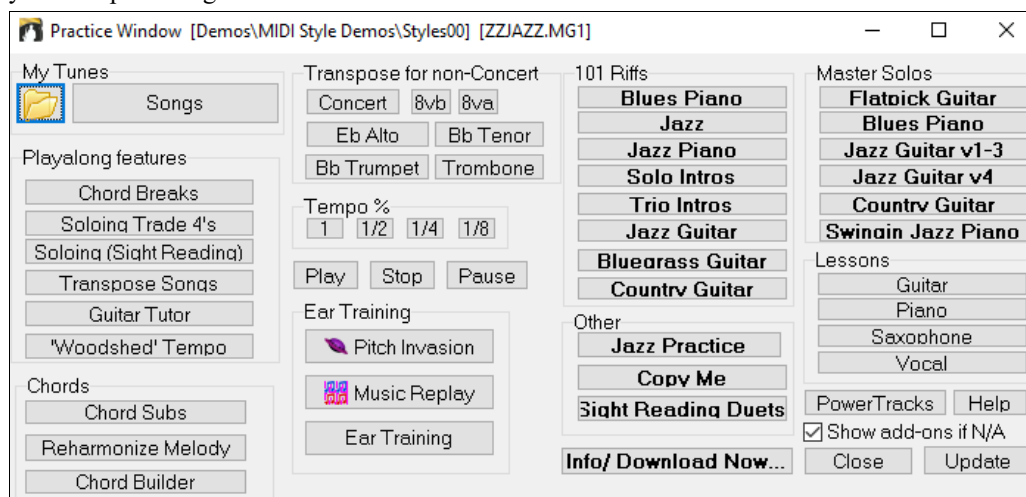 Practice Window [Demos\MIDI Style Demos\Styles00] [ZZJAZZ.MG1]
My Tunes
Songs
Playalong features
Chord Breaks
Soloing Trade 4's
Soloing (Sight Reading)
Transpose Songs
Guitar Tutor
'Woodshed' Tempo
Chords
Chord Subs
Reharmonize Melody
Chord Builder
Transpose for non-Concert
Concert 8vb 8va
Eb Alto Bb Tenor
Bb Trumpet Trombone
Tempo %
1 1/2 1/4 1/8
Play Stop Pause
Ear Training
Pitch Invasion
Music Replay
Ear Training
101 Riffs
Blues Piano
Jazz
Jazz Piano
Solo Intros
Trio Intros
Jazz Guitar
Bluegrass Guitar
Country Guitar
Other
Jazz Practice
Copy Me
Sight Reading Duets
Info/ Download Now...
Master Solos
Flatpick Guitar
Blues Piano
Jazz Guitar v1-3
Jazz Guitar v4
Country Guitar
Swingin Jazz Piano
Lessons
Guitar
Piano
Saxophone
Vocal
PowerTracks Help
Show add-ons if N/A
Close Update